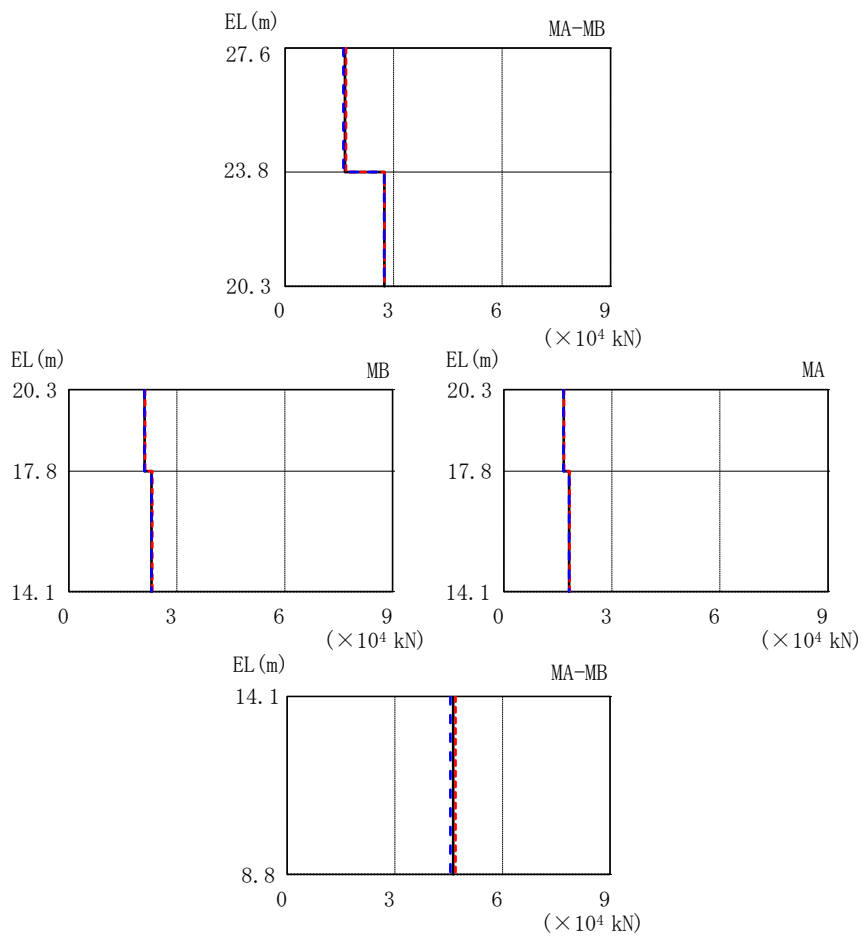 EL(m)
MA-MB
27.6
23.8
20.3
0 3 6 9
(×10⁴ kN)
EL(m)
MB
20.3
17.8
14.1
0 3 6 9
(×10⁴ kN)
EL(m)
MA
20.3
17.8
14.1
0 3 6 9
(×10⁴ kN)
EL(m)
MA-MB
14.1
8.8
0 3 6 9
(×10⁴ kN)